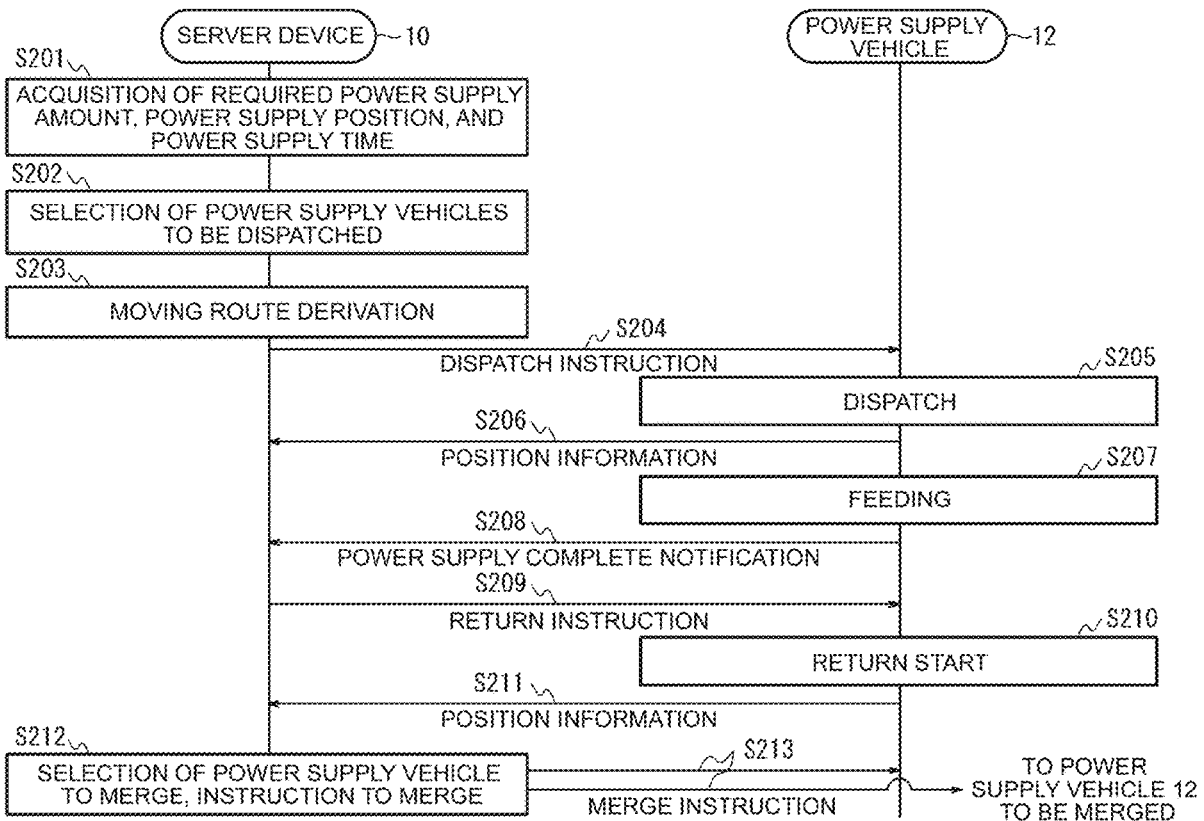 SERVER DEVICE
10
POWER SUPPLY
VEHICLE
12
S201
ACQUISITION OF REQUIRED POWER SUPPLY
AMOUNT, POWER SUPPLY POSITION, AND
POWER SUPPLY TIME
S202
SELECTION OF POWER SUPPLY VEHICLES
TO BE DISPATCHED
S203
MOVING ROUTE DERIVATION
S204
DISPATCH INSTRUCTION
S205
DISPATCH
S206
POSITION INFORMATION
S207
FEEDING
S208
POWER SUPPLY COMPLETE NOTIFICATION
S209
RETURN INSTRUCTION
S210
RETURN START
S211
POSITION INFORMATION
S212
SELECTION OF POWER SUPPLY VEHICLE
TO MERGE, INSTRUCTION TO MERGE
S213
MERGE INSTRUCTION
TO POWER
SUPPLY VEHICLE 12
TO BE MERGED